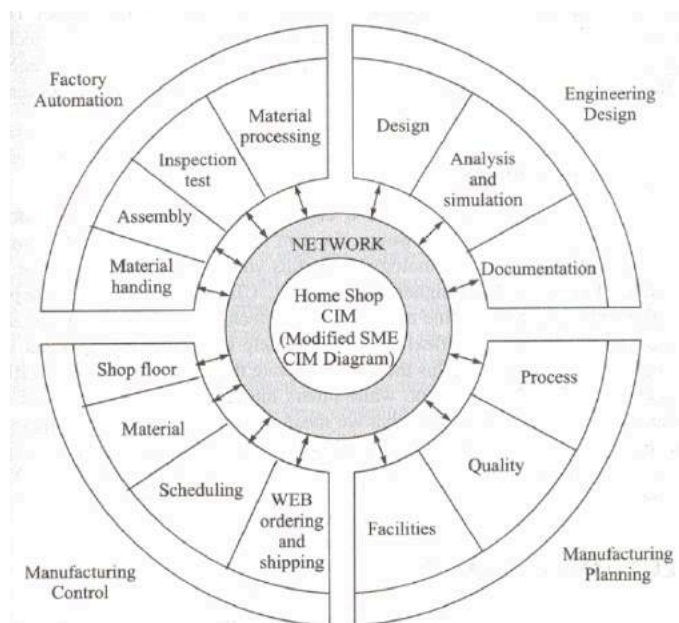 Factory
Automation
Material
processing
Inspection
test
Assembly
Material
handing
Engineering
Design
Design
Analysis
and
simulation
Documentation
NETWORK
Home Shop
CIM
(Modified SME
CIM Diagram)
Shop floor
Material
Scheduling
WEB
ordering
and
shipping
Manufacturing
Control
Process
Quality
Facilities
Manufacturing
Planning